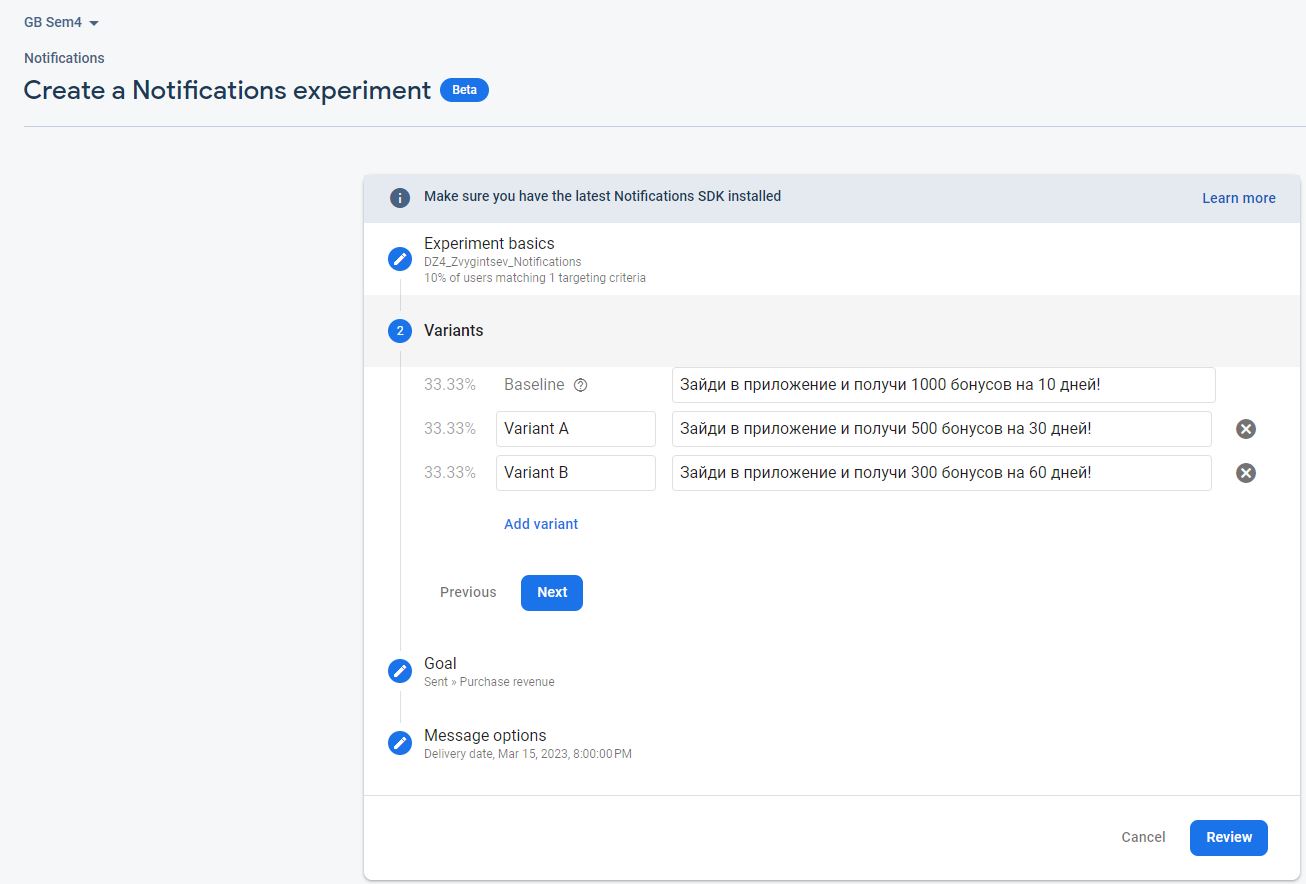 GB Sem4
Notifications
Create a Notifications experiment Beta
Make sure you have the latest Notifications SDK installed Learn more
Experiment basics
DZ4_Zvygintsev_Notifications
10% of users matching 1 targeting criteria
2 Variants
33.33% Baseline Зайди в приложение и получи 1000 бонусов на 10 дней!
33.33% Variant A Зайди в приложение и получи 500 бонусов на 30 дней!
33.33% Variant B Зайди в приложение и получи 300 бонусов на 60 дней!
Add variant
Previous Next
Goal
Sent » Purchase revenue
Message options
Delivery date, Mar 15, 2023, 8:00:00 PM
Cancel Review